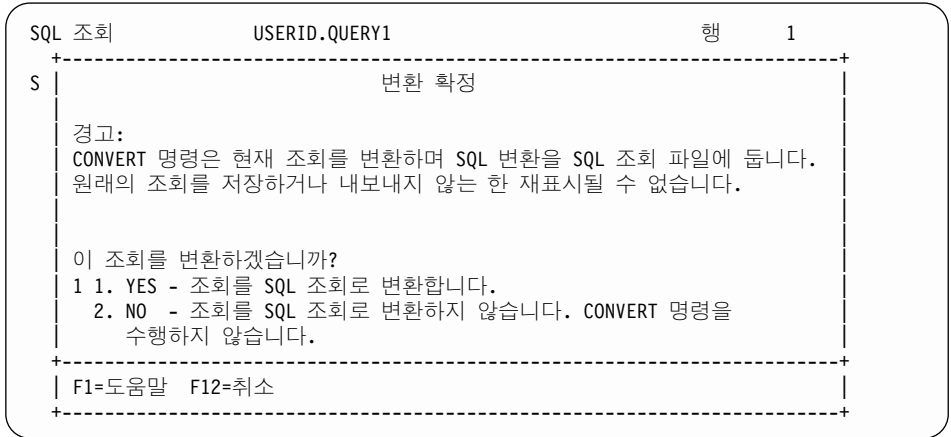 SQL 조회 USERID.QUERY1 행 1
+--------------------------------------------------------------------------+
S | 변환 확정 |
| |
| 경고: |
| CONVERT 명령은 현재 조회를 변환하며 SQL 변환을 SQL 조회 파일에 둡니다. |
| 원래의 조회를 저장하거나 내보내지 않는 한 재표시될 수 없습니다. |
| |
| |
| 이 조회를 변환하겠습니까? |
| 1 1. YES - 조회를 SQL 조회로 변환합니다. |
| 2. NO - 조회를 SQL 조회로 변환하지 않습니다. CONVERT 명령을 |
| 수행하지 않습니다. |
+--------------------------------------------------------------------------+
| F1=도움말 F12=취소 |
+--------------------------------------------------------------------------+